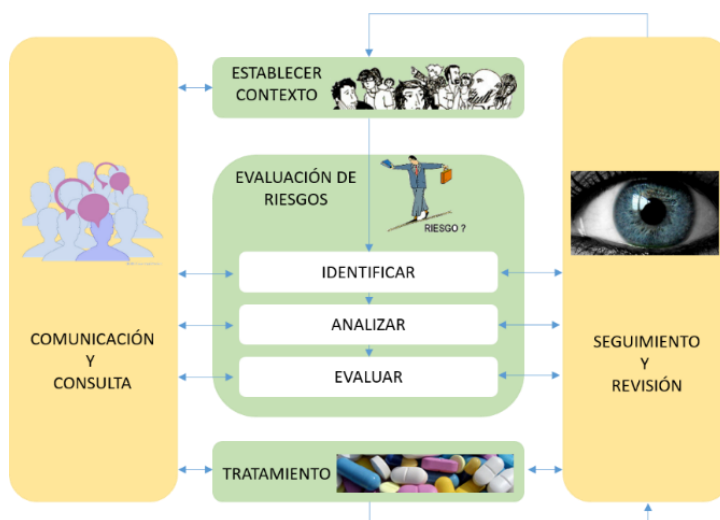 ESTABLECER
CONTEXTO
EVALUACIÓN DE
RIESGOS
RIESGO ?
IDENTIFICAR
ANALIZAR
EVALUAR
COMUNICACIÓN
Y
CONSULTA
SEGUIMIENTO
Y
REVISIÓN
TRATAMIENTO